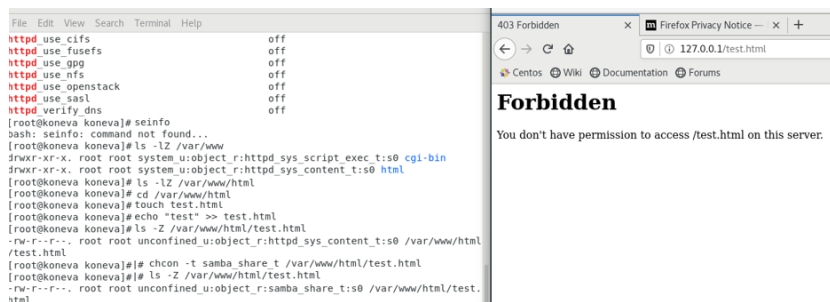 File Edit View Search Terminal Help
httpd_use_cifs off
httpd_use_fusefs off
httpd_use_gpg off
httpd_use_nfs off
httpd_use_openstack off
httpd_use_sasl off
httpd_verify_dns off
[root@koneva koneva]# seinfo
bash: seinfo: command not found...
[root@koneva koneva]# ls -lZ /var/www
drwxr-xr-x. root root system_u:object_r:httpd_sys_script_exec_t:s0 cgi-bin
drwxr-xr-x. root root system_u:object_r:httpd_sys_content_t:s0 html
[root@koneva koneva]# ls -lZ /var/www/html
[root@koneva koneva]# cd /var/www/html
[root@koneva koneva]# touch test.html
[root@koneva koneva]# echo "test" >> test.html
[root@koneva koneva]# ls -Z /var/www/html/test.html
-rw-r--r--. root root unconfined_u:object_r:httpd_sys_content_t:s0 /var/www/html
/test.html
[root@koneva koneva]#|# chcon -t samba_share_t /var/www/html/test.html
[root@koneva koneva]#|# ls -Z /var/www/html/test.html
-rw-r--r--. root root unconfined_u:object_r:samba_share_t:s0 /var/www/html/test.
html
403 Forbidden
m Firefox Privacy Notice —
127.0.0.1/test.html
Centos Wiki Documentation Forums
Forbidden
You don't have permission to access /test.html on this server.